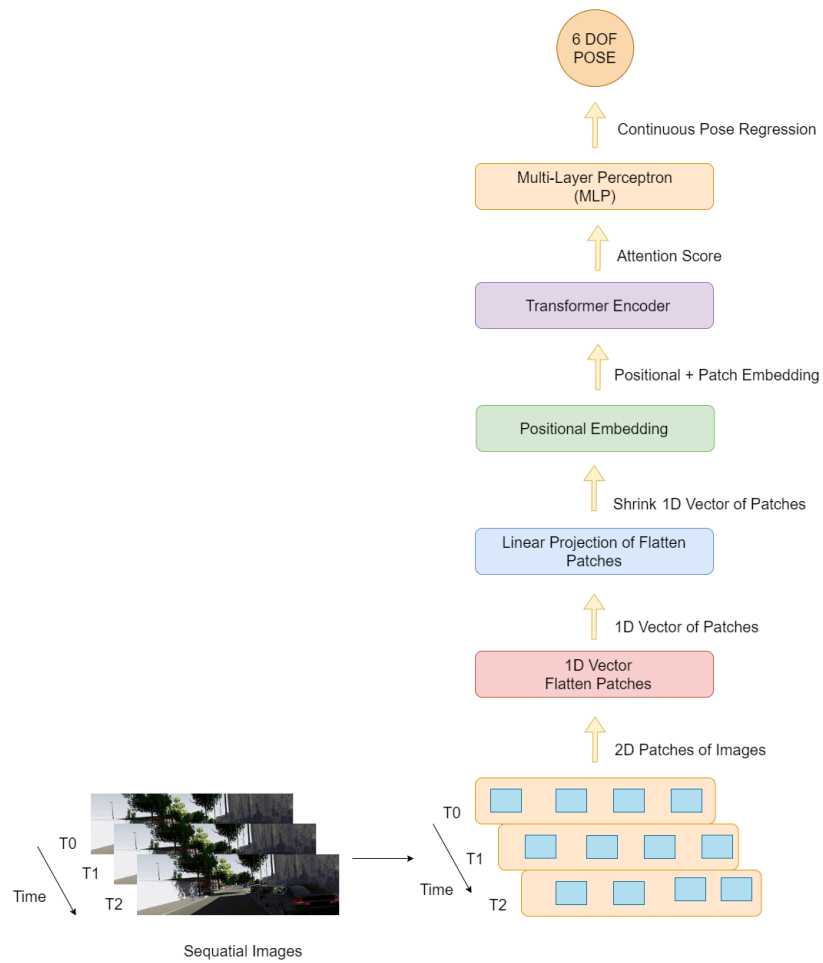 6 DOF
POSE
Continuous Pose Regression
Multi-Layer Perceptron
(MLP)
Attention Score
Transformer Encoder
Positional + Patch Embedding
Positional Embedding
Shrink 1D Vector of Patches
Linear Projection of Flatten
Patches
1D Vector of Patches
1D Vector
Flatten Patches
2D Patches of Images
T0
T1
T2
Time
Sequatial Images
T0
T1
T2
Time